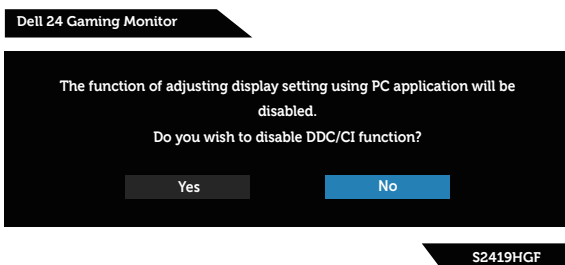 Dell 24 Gaming Monitor
The function of adjusting display setting using PC application will be
disabled.
Do you wish to disable DDC/CI function?
Yes
No
S2419HGF